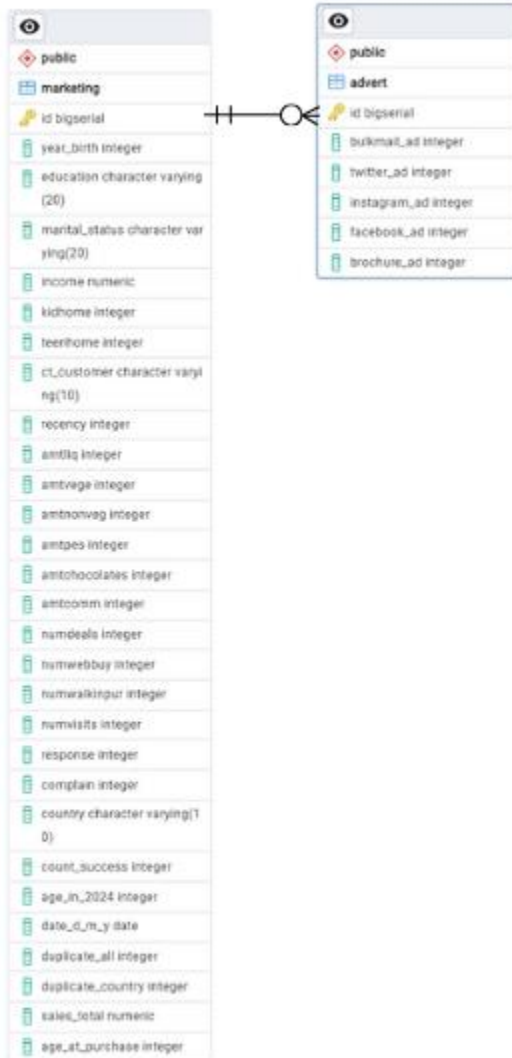 public
marketing
id bigserial
year_birth integer
education character varying
(20)
marital_status character var
ying(20)
income numeric
kidhome integer
teenhome integer
ct_customer character varyi
ng(10)
recency integer
amtliq integer
amtvege integer
amtnonveg integer
amtpes integer
amtchocolates integer
amtcomm integer
numdeals integer
numwebbuy integer
numwalkinpur integer
numvisits integer
response integer
complain integer
country character varying(1
0)
count_success integer
age_in_2024 integer
date_d_m_y date
duplicate_all integer
duplicate_country integer
sales_total numeric
age_at_purchase integer
public
advert
id bigserial
bulkmail_ad integer
twitter_ad integer
instagram_ad integer
facebook_ad integer
brochure_ad integer